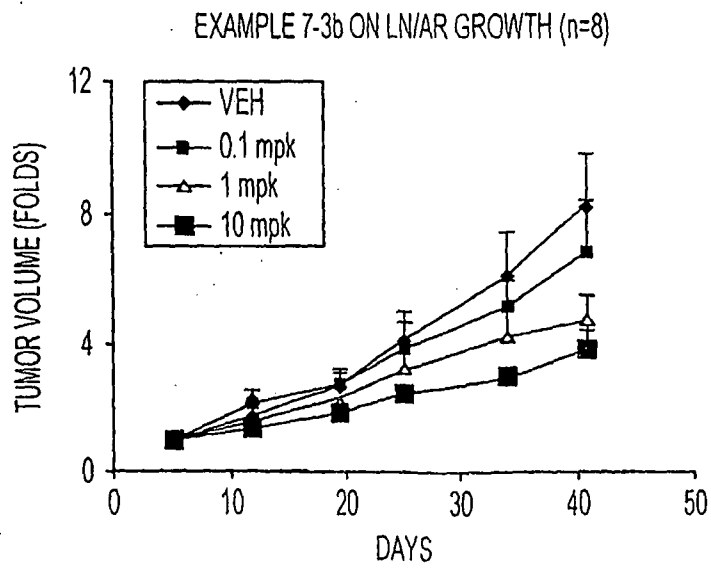 EXAMPLE 7-3b ON LN/AR GROWTH (n=8)
TUMOR VOLUME (FOLDS)
12
8
4
0
VEH
0.1 mpk
1 mpk
10 mpk
0 10 20 30 40 50
DAYS